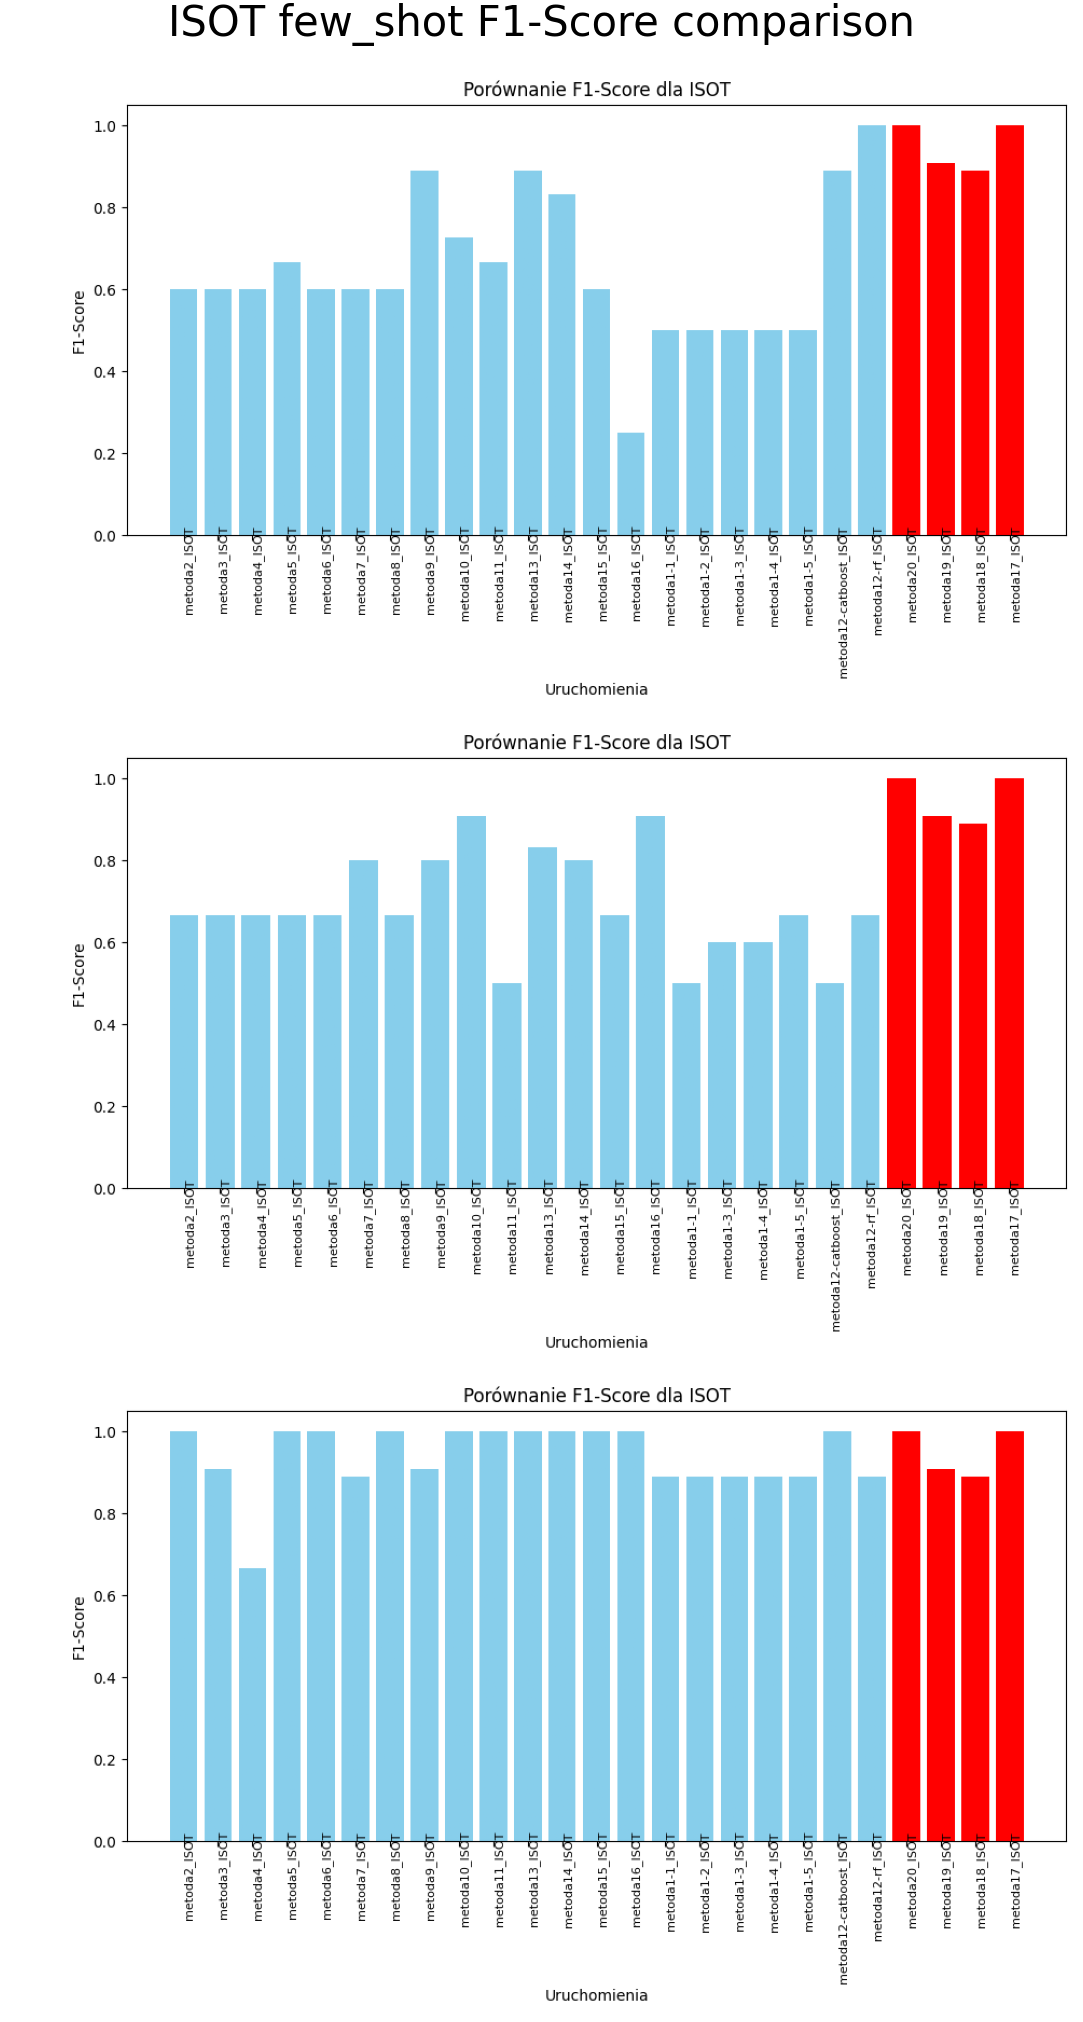 ISOT few_shot F1-Score comparison
Porównanie F1-Score dla ISOT
1.0
0.8
0.6
0.4
0.2
0.0
F1-Score
metoda2_ISOT
metoda3_ISOT
metoda4_ISOT
metoda5_ISOT
metoda6_ISOT
metoda7_ISOT
metoda8_ISOT
metoda9_ISOT
metoda10_ISOT
metoda11_ISOT
metoda13_ISOT
metoda14_ISOT
metoda15_ISOT
metoda16_ISOT
metoda1-1_ISOT
metoda1-2_ISOT
metoda1-3_ISOT
metoda1-4_ISOT
metoda1-5_ISOT
metoda12-catboost_ISOT
metoda12-rf_ISOT
metoda20_ISOT
metoda19_ISOT
metoda18_ISOT
metoda17_ISOT
Uruchomienia
Porównanie F1-Score dla ISOT
1.0
0.8
0.6
0.4
0.2
0.0
F1-Score
metoda2_ISOT
metoda3_ISOT
metoda4_ISOT
metoda5_ISOT
metoda6_ISOT
metoda7_ISOT
metoda8_ISOT
metoda9_ISOT
metoda10_ISOT
metoda11_ISOT
metoda13_ISOT
metoda14_ISOT
metoda15_ISOT
metoda16_ISOT
metoda1-1_ISOT
metoda1-3_ISOT
metoda1-4_ISOT
metoda1-5_ISOT
metoda12-catboost_ISOT
metoda12-rf_ISOT
metoda20_ISOT
metoda19_ISOT
metoda18_ISOT
metoda17_ISOT
Uruchomienia
Porównanie F1-Score dla ISOT
1.0
0.8
0.6
0.4
0.2
0.0
F1-Score
metoda2_ISOT
metoda3_ISOT
metoda4_ISOT
metoda5_ISOT
metoda6_ISOT
metoda7_ISOT
metoda8_ISOT
metoda9_ISOT
metoda10_ISOT
metoda11_ISOT
metoda13_ISOT
metoda14_ISOT
metoda15_ISOT
metoda16_ISOT
metoda1-1_ISOT
metoda1-2_ISOT
metoda1-3_ISOT
metoda1-4_ISOT
metoda1-5_ISOT
metoda12-catboost_ISOT
metoda12-rf_ISOT
metoda20_ISOT
metoda19_ISOT
metoda18_ISOT
metoda17_ISOT
Uruchomienia